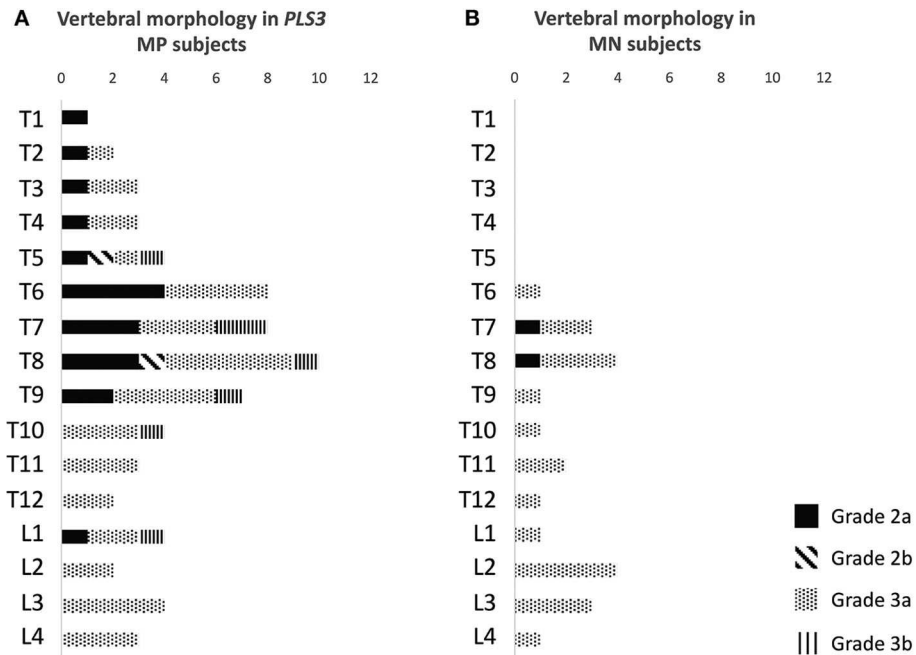 A Vertebral morphology in PLS3
MP subjects
0 2 4 6 8 10 12
T1
T2
T3
T4
T5
T6
T7
T8
T9
T10
T11
T12
L1
L2
L3
L4
B Vertebral morphology in
MN subjects
0 2 4 6 8 10 12
T1
T2
T3
T4
T5
T6
T7
T8
T9
T10
T11
T12
L1
L2
L3
L4
Grade 2a
Grade 2b
Grade 3a
Grade 3b